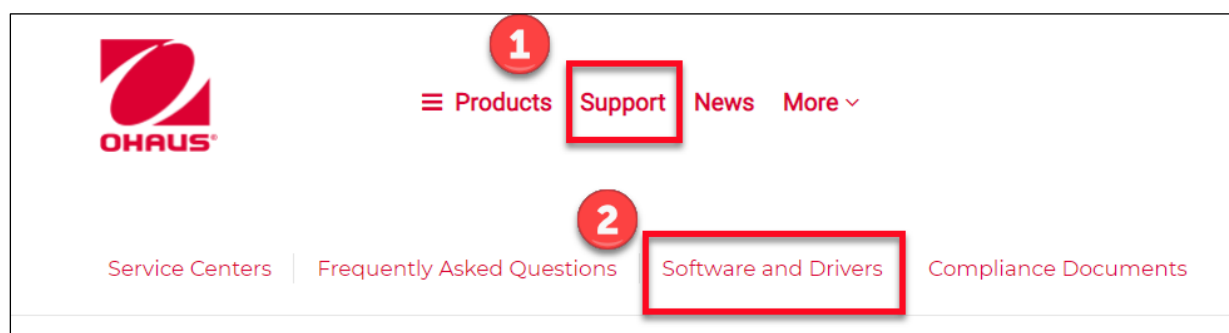 1
≡ Products Support News More
OHAUS®
2
Service Centers Frequently Asked Questions Software and Drivers Compliance Documents